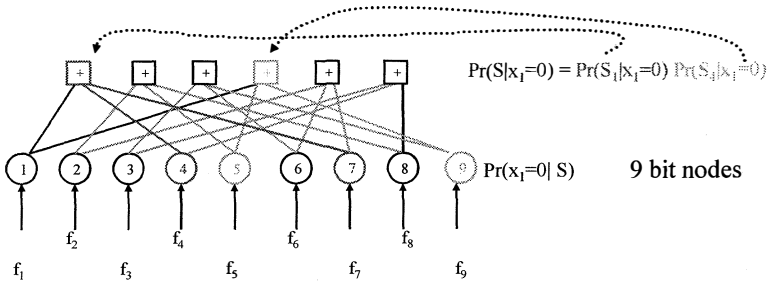 + + + + + +
Pr(S|x₁=0) = Pr(S₁|x₁=0) Pr(S₄|x₁=0)
1 2 3 4 5 6 7 8 9
Pr(x₁=0| S)
9 bit nodes
f₂ f₄ f₆ f₈
f₁ f₃ f₅ f₇ f₉